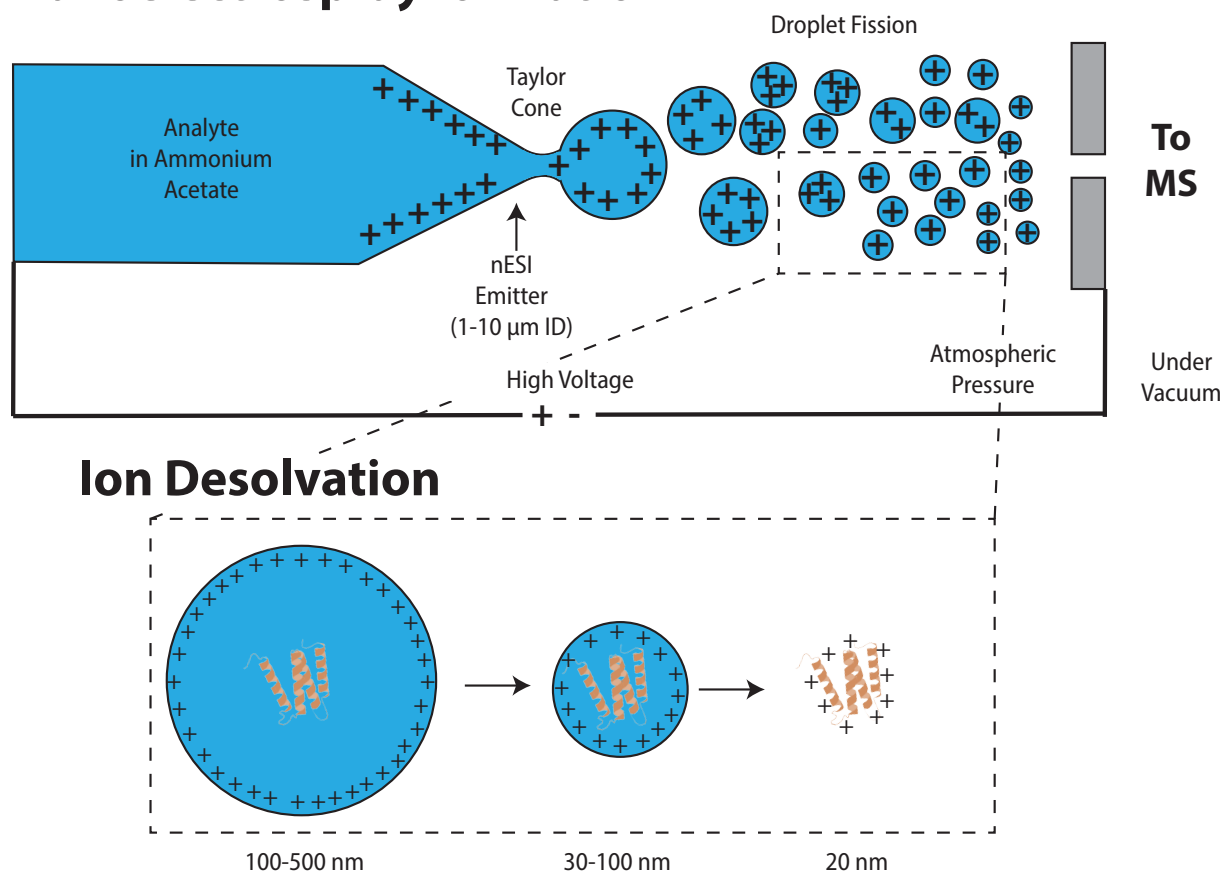 Droplet Fission
Taylor
Cone
Analyte
in Ammonium
Acetate
To
MS
nESI
Emitter
(1-10 µm ID)
High Voltage
+ -
Atmospheric
Pressure
Under
Vacuum
Ion Desolvation
100-500 nm
30-100 nm
20 nm